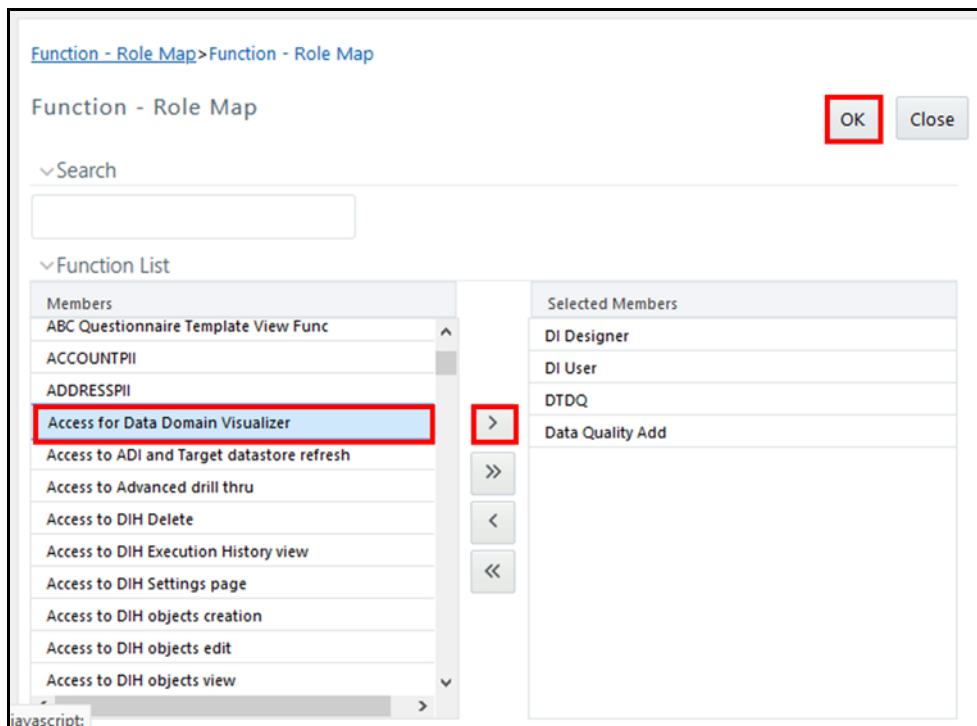 Function - Role Map>Function - Role Map
Function - Role Map
OK
Close
Search
Function List
Members
ABC Questionnaire Template View Func
ACCOUNTPII
ADDRESSPII
Access for Data Domain Visualizer
Access to ADI and Target datastore refresh
Access to Advanced drill thru
Access to DIH Delete
Access to DIH Execution History view
Access to DIH Settings page
Access to DIH objects creation
Access to DIH objects edit
Access to DIH objects view
Selected Members
DI Designer
DI User
DTDQ
Data Quality Add
javascript: